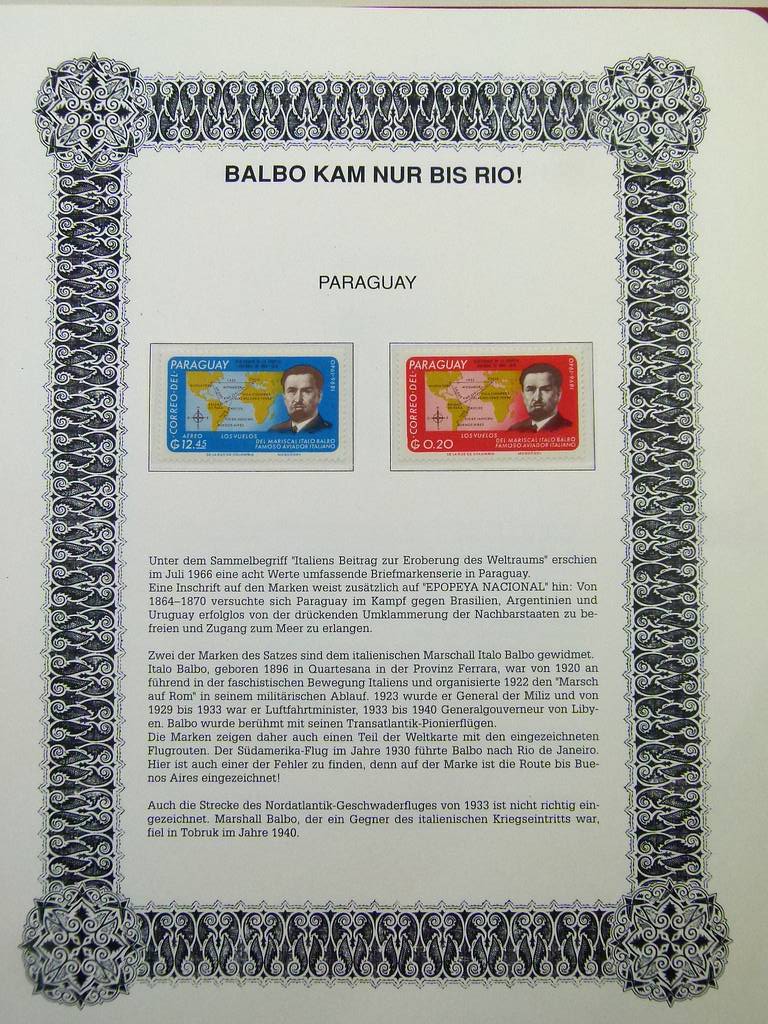 BALBO KAM NUR BIS RIO!
PARAGUAY
PARAGUAY
CORREO·DEL·
1896-1940
AEREO
LOS VUELOS
₲ 12.45
DEL MARISCAL ITALO BALBO
FAMOSO AVIADOR ITALIANO
PARAGUAY
CORREO·DEL·
1896-1940
LOS VUELOS
₲ 0.20
DEL MARISCAL ITALO BALBO
FAMOSO AVIADOR ITALIANO
Unter dem Sammelbegriff "Italiens Beitrag zur Eroberung des Weltraums" erschien
im Juli 1966 eine acht Werte umfassende Briefmarkenserie in Paraguay.
Eine Inschrift auf den Marken weist zusätzlich auf "EPOPEYA NACIONAL" hin: Von
1864–1870 versuchte sich Paraguay im Kampf gegen Brasilien, Argentinien und
Uruguay erfolglos von der drückenden Umklammerung der Nachbarstaaten zu be-
freien und Zugang zum Meer zu erlangen.
Zwei der Marken des Satzes sind dem italienischen Marschall Italo Balbo gewidmet.
Italo Balbo, geboren 1896 in Quartesana in der Provinz Ferrara, war von 1920 an
führend in der faschistischen Bewegung Italiens und organisierte 1922 den "Marsch
auf Rom" in seinem militärischen Ablauf. 1923 wurde er General der Miliz und von
1929 bis 1933 war er Luftfahrtminister, 1933 bis 1940 Generalgouverneur von Liby-
en. Balbo wurde berühmt mit seinen Transatlantik-Pionierflügen.
Die Marken zeigen daher auch einen Teil der Weltkarte mit den eingezeichneten
Flugrouten. Der Südamerika-Flug im Jahre 1930 führte Balbo nach Rio de Janeiro.
Hier ist auch einer der Fehler zu finden, denn auf der Marke ist die Route bis Bue-
nos Aires eingezeichnet!
Auch die Strecke des Nordatlantik-Geschwaderfluges von 1933 ist nicht richtig ein-
gezeichnet. Marshall Balbo, der ein Gegner des italienischen Kriegseintritts war,
fiel in Tobruk im Jahre 1940.